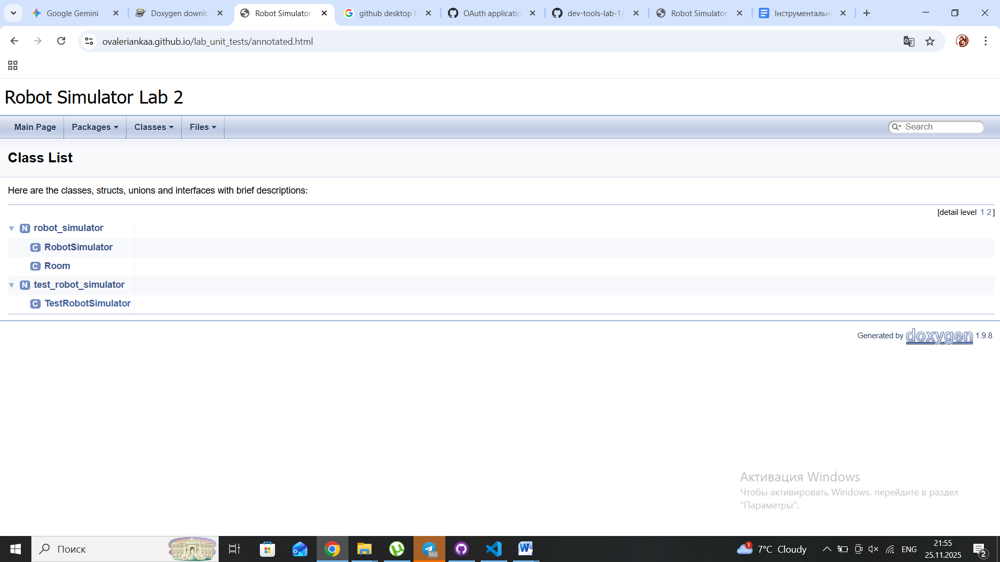 Google Gemini
Doxygen downlo
Robot Simulator
github desktop h
OAuth applicatio
dev-tools-lab-1/
Robot Simulator
Інструментальні
ovaleriankaa.github.io/lab_unit_tests/annotated.html
Robot Simulator Lab 2
Main Page
Packages
Classes
Files
Search
Class List
Here are the classes, structs, unions and interfaces with brief descriptions:
[detail level 1 2]
N robot_simulator
C RobotSimulator
C Room
N test_robot_simulator
C TestRobotSimulator
Generated by doxygen 1.9.8
Активация Windows
Чтобы активировать Windows, перейдите в раздел
"Параметры".
Поиск
960
1
7°C Cloudy
ENG
21:55
25.11.2025
2